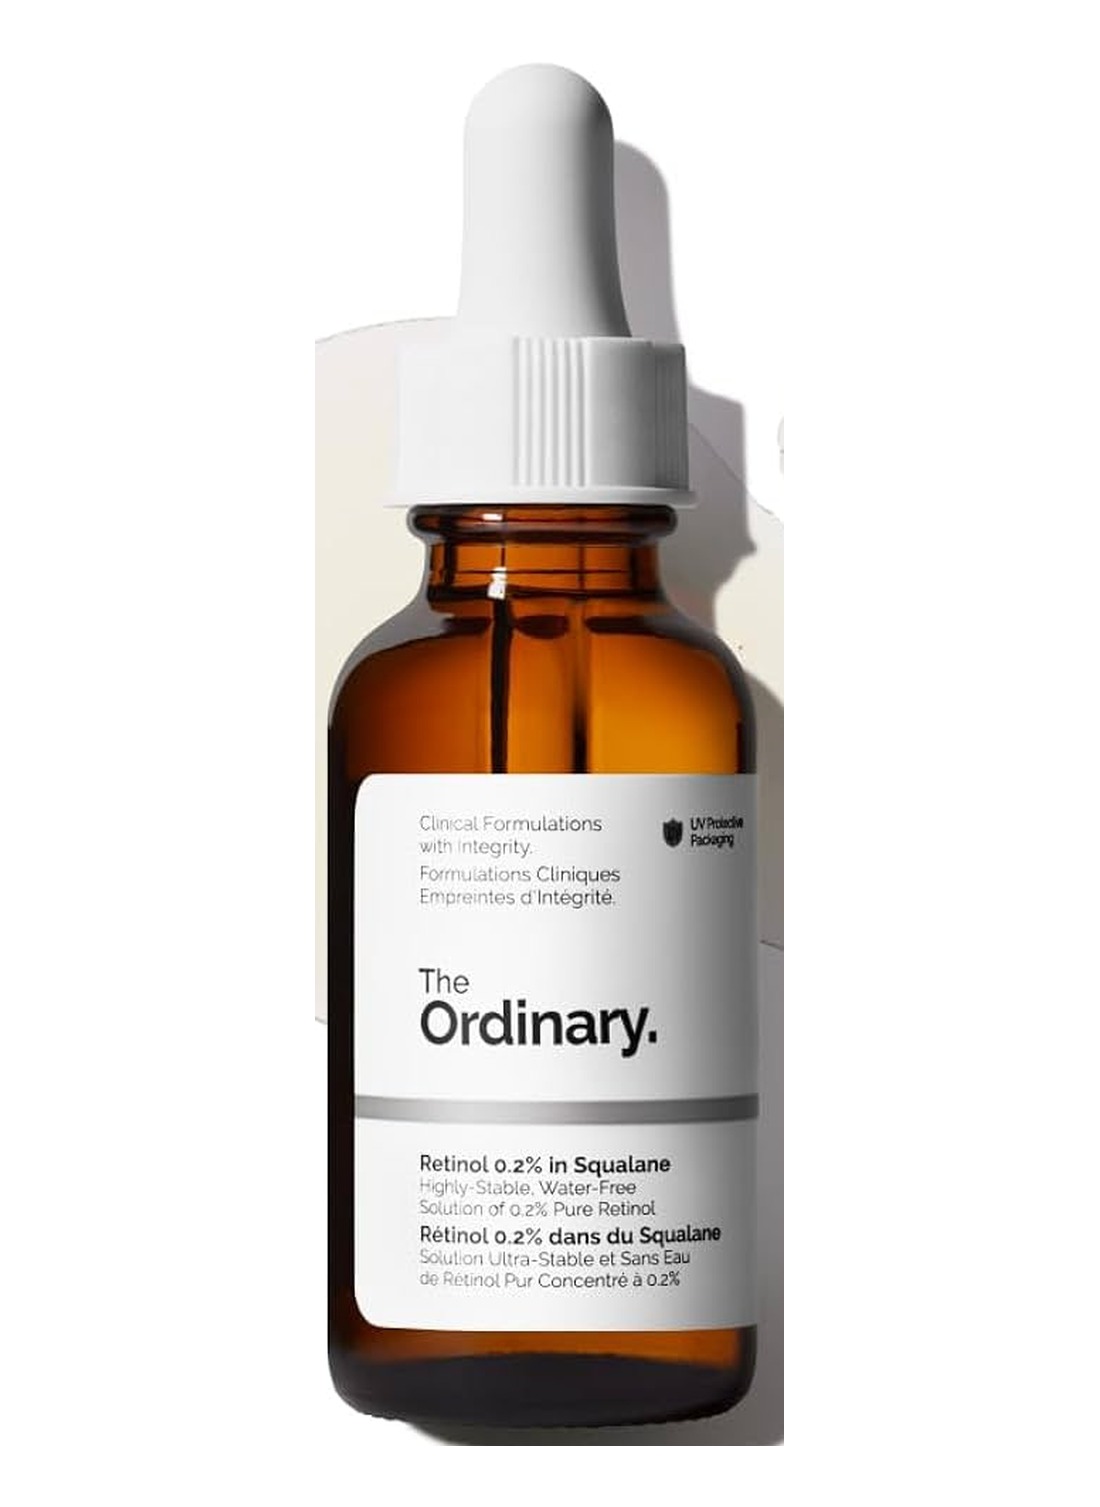 Clinical Formulations
with Integrity.
Formulations Cliniques
Empreintes d'Intégrité.
UV Protective
Packaging
The
Ordinary.
Retinol 0.2% in Squalane
Highly-Stable, Water-Free
Solution of 0.2% Pure Retinol
Rétinol 0.2% dans du Squalane
Solution Ultra-Stable et Sans Eau
de Rétinol Pur Concentré à 0.2%